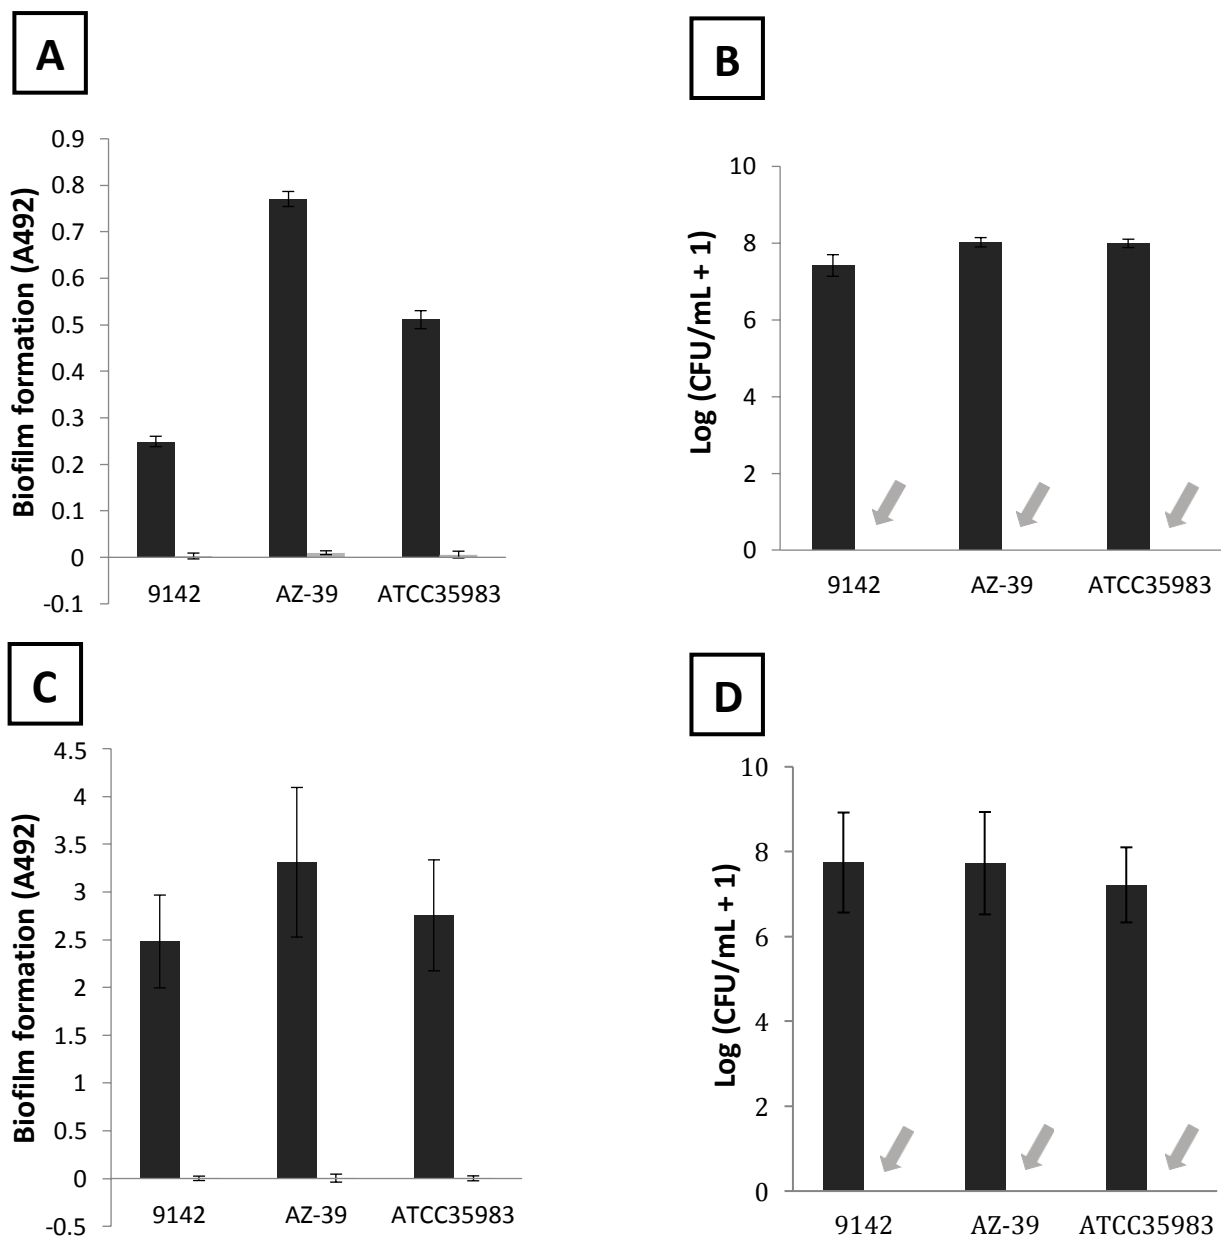 A
Biofilm formation (A492)
0.9
0.8
0.7
0.6
0.5
0.4
0.3
0.2
0.1
0
-0.1
9142 AZ-39 ATCC35983
B
Log (CFU/mL + 1)
10
8
6
4
2
0
9142 AZ-39 ATCC35983
C
Biofilm formation (A492)
4.5
4
3.5
3
2.5
2
1.5
1
0.5
0
-0.5
9142 AZ-39 ATCC35983
D
Log (CFU/mL + 1)
10
8
6
4
2
0
9142 AZ-39 ATCC35983